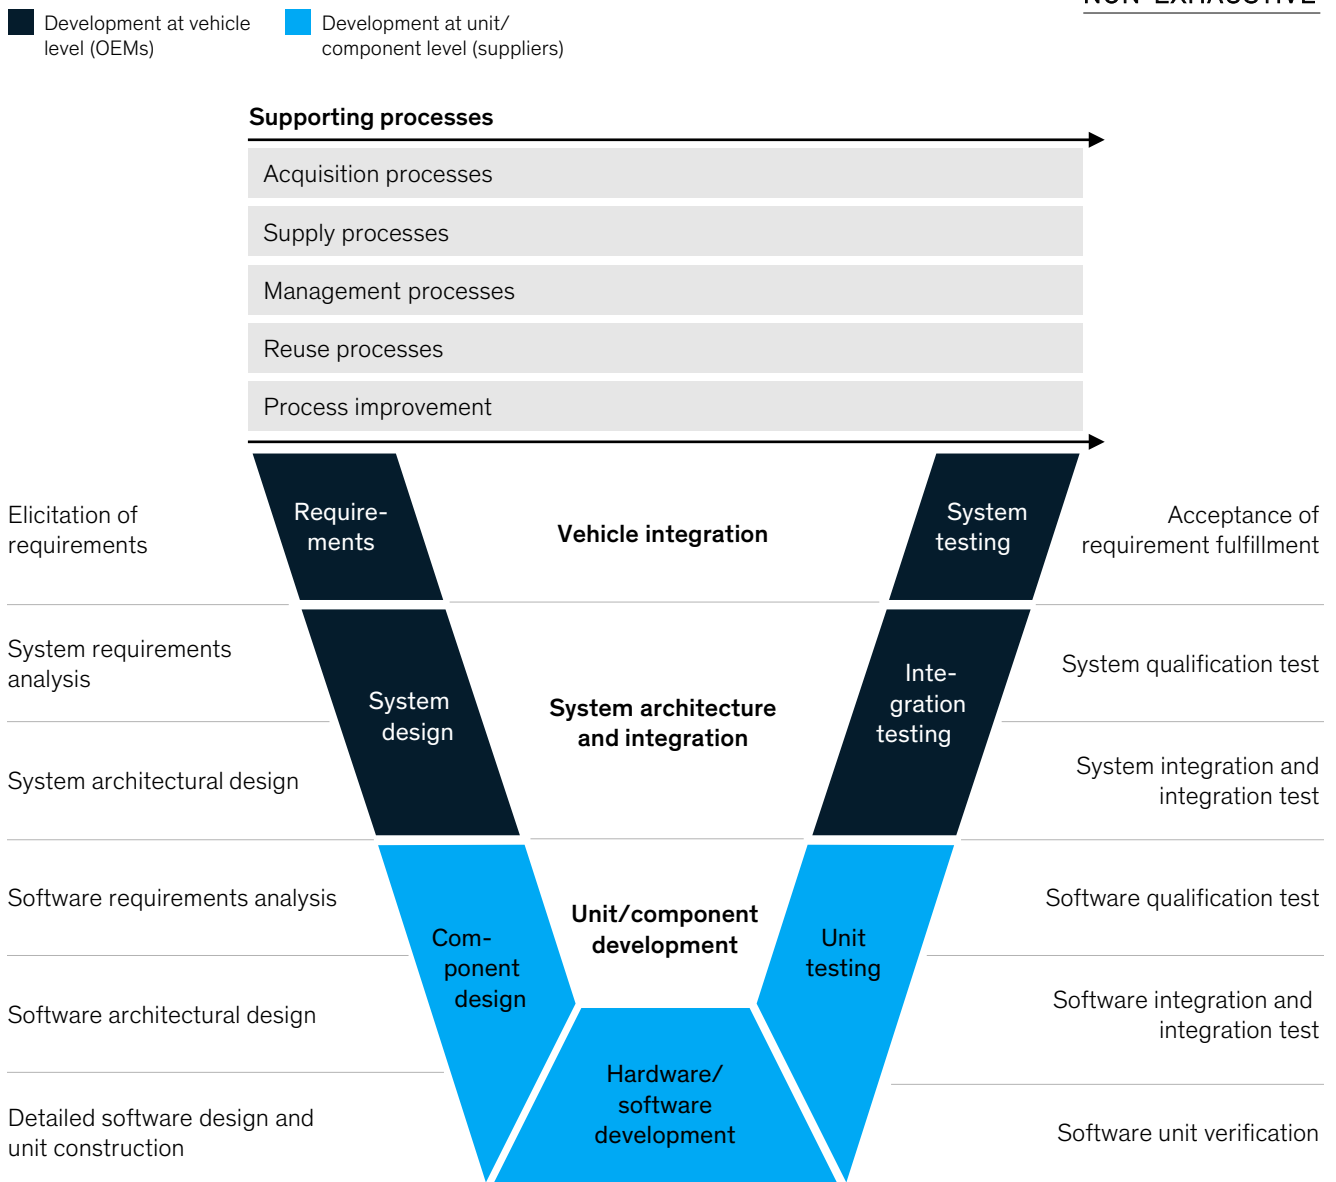 NON-EXHAUSTIVE
Development at vehicle
level (OEMs)
Development at unit/
component level (suppliers)
Supporting processes
Acquisition processes
Supply processes
Management processes
Reuse processes
Process improvement
Elicitation of
requirements
Require-
ments
Vehicle integration
System
testing
Acceptance of
requirement fulfillment
System requirements
analysis
System architectural design
System
design
System architecture
and integration
Inte-
gration
testing
System qualification test
System integration and
integration test
Software requirements analysis
Software architectural design
Detailed software design and
unit construction
Com-
ponent
design
Unit/component
development
Hardware/
software
development
Unit
testing
Software qualification test
Software integration and
integration test
Software unit verification